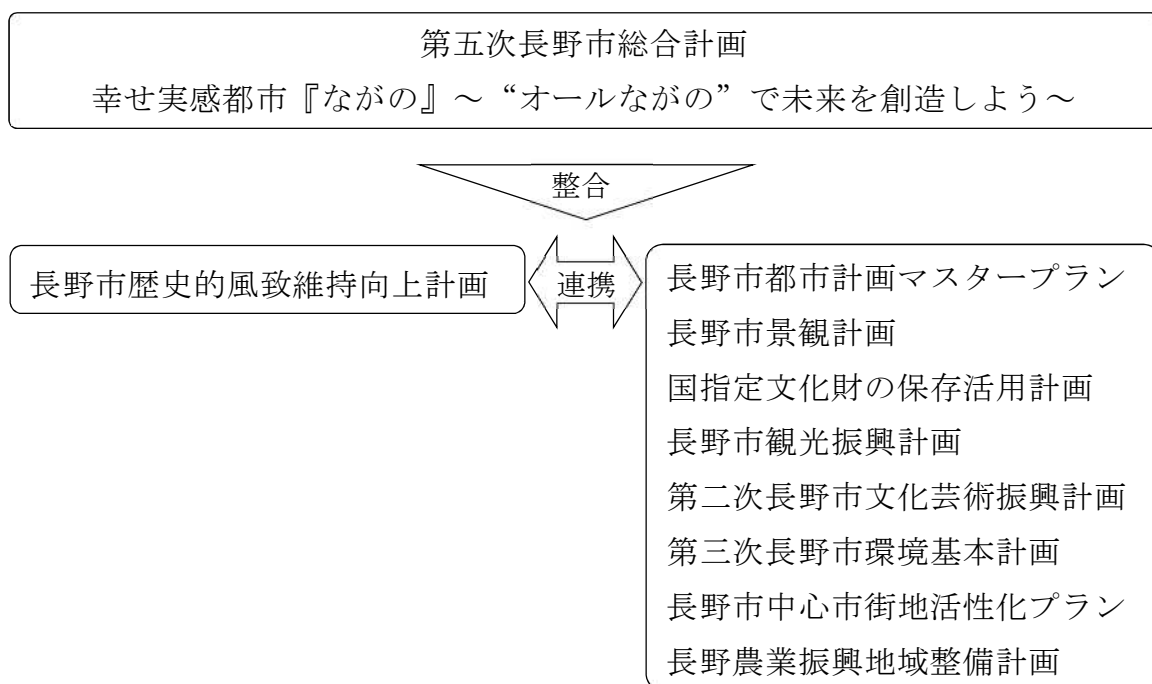 第五次長野市総合計画
幸せ実感都市『ながの』～“オールながの”で未来を創造しよう～
整合
長野市歴史的風致維持向上計画
連携
長野市都市計画マスタープラン
長野市景観計画
国指定文化財の保存活用計画
長野市観光振興計画
第二次長野市文化芸術振興計画
第三次長野市環境基本計画
長野市中心市街地活性化プラン
長野農業振興地域整備計画